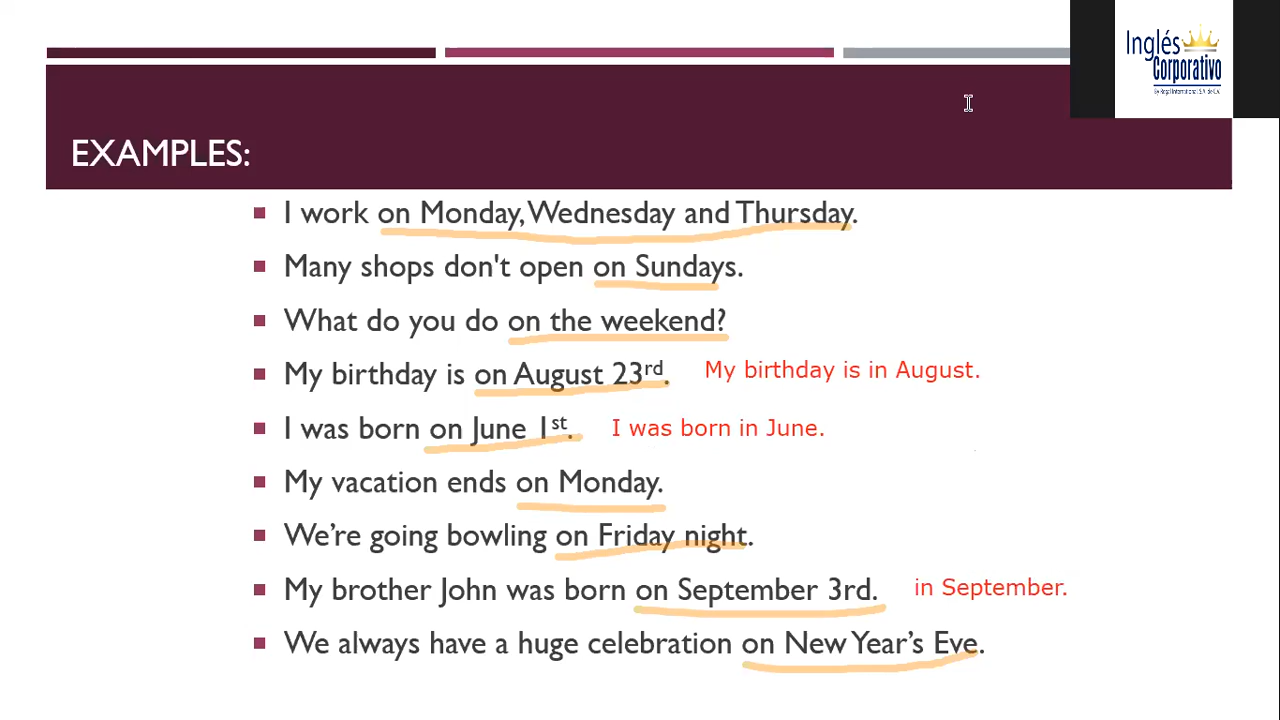 Inglés
Corporativo
EXAMPLES:
I work on Monday, Wednesday and Thursday.
Many shops don't open on Sundays.
What do you do on the weekend?
My birthday is on August 23rd. My birthday is in August.
I was born on June 1st. I was born in June.
My vacation ends on Monday.
We're going bowling on Friday night.
My brother John was born on September 3rd. in September.
We always have a huge celebration on New Year's Eve.